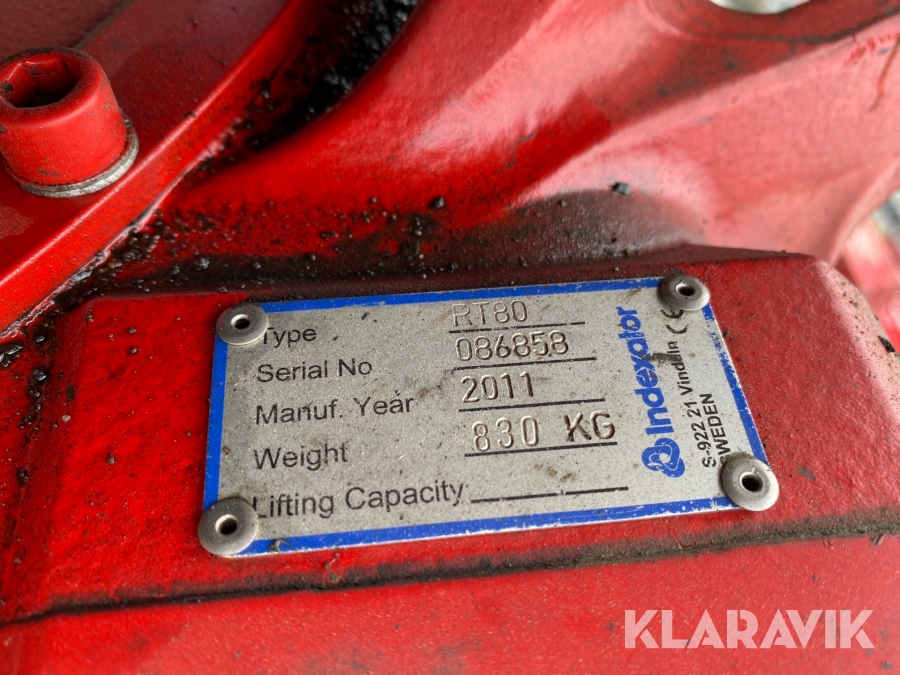 Type RT80
Serial No 086858
Manuf. Year 2011
Weight 830 KG
Lifting Capacity
Indexator CE
S-922 21 Vindeln
SWEDEN
KLARAVIK